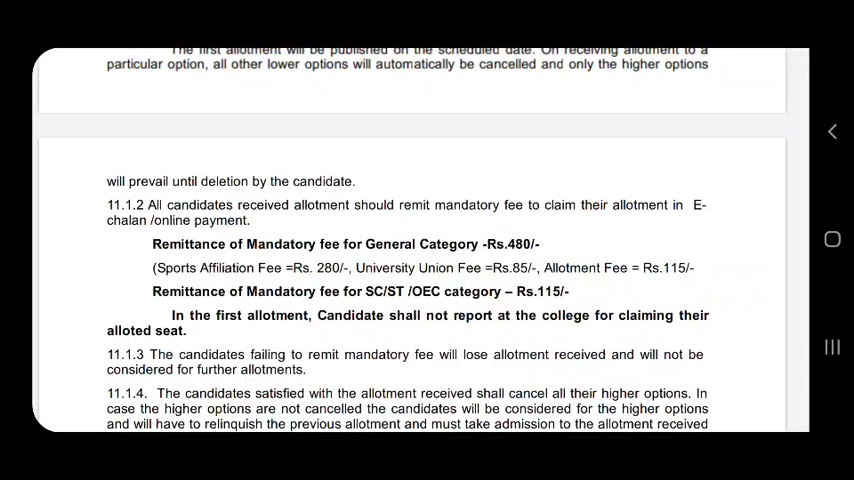 The first allotment will be published on the scheduled date. On receiving allotment to a
particular option, all other lower options will automatically be cancelled and only the higher options
will prevail until deletion by the candidate.
11.1.2 All candidates received allotment should remit mandatory fee to claim their allotment in E-
chalan /online payment.
Remittance of Mandatory fee for General Category -Rs.480/-
(Sports Affiliation Fee =Rs. 280/-, University Union Fee =Rs.85/-, Allotment Fee = Rs.115/-
Remittance of Mandatory fee for SC/ST /OEC category – Rs.115/-
In the first allotment, Candidate shall not report at the college for claiming their
alloted seat.
11.1.3 The candidates failing to remit mandatory fee will lose allotment received and will not be
considered for further allotments.
11.1.4. The candidates satisfied with the allotment received shall cancel all their higher options. In
case the higher options are not cancelled the candidates will be considered for the higher options
and will have to relinquish the previous allotment and must take admission to the allotment received